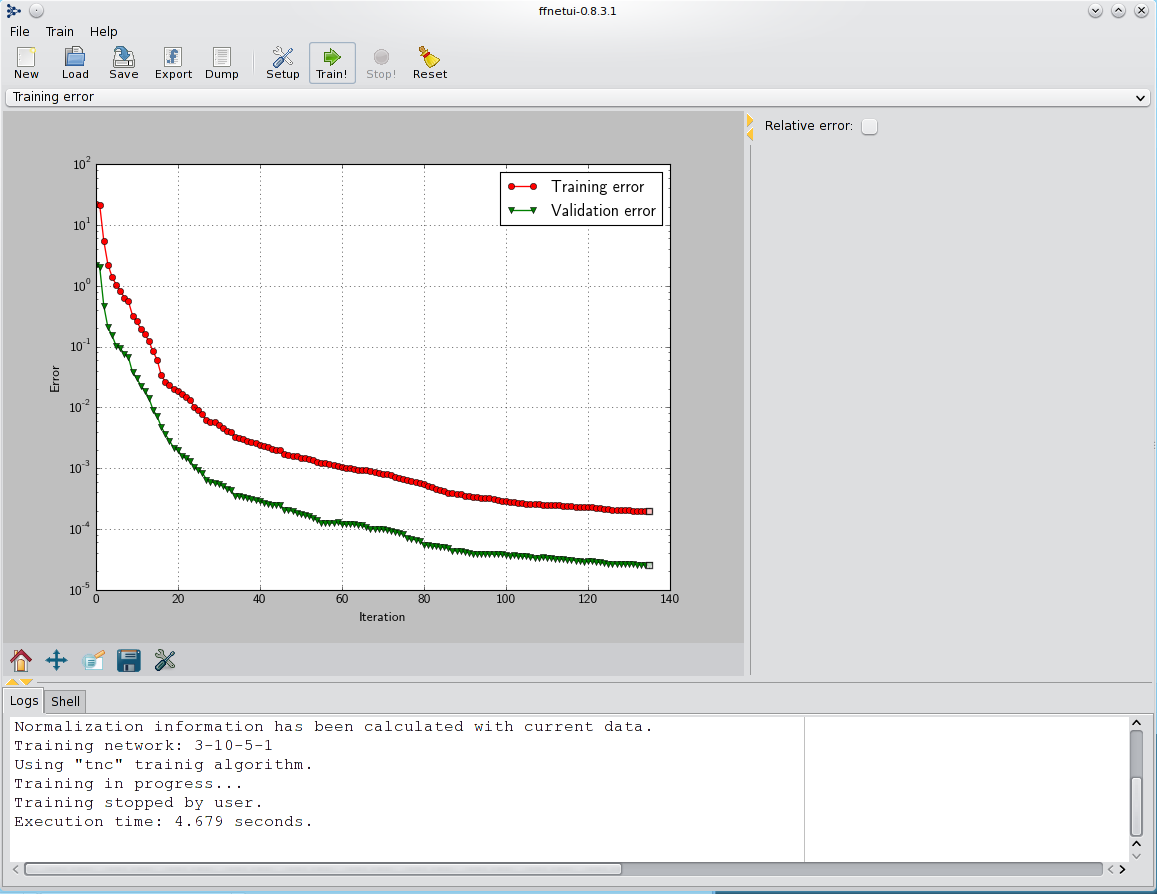 ffnetui-0.8.3.1
File Train Help
New Load Save Export Dump Setup Train! Stop! Reset
Training error
Relative error:
Training error
Validation error
10^2
10^1
10^0
10^-1
10^-2
10^-3
10^-4
10^-5
Error
0 20 40 60 80 100 120 140
Iteration
Logs Shell
Normalization information has been calculated with current data.
Training network: 3-10-5-1
Using "tnc" trainig algorithm.
Training in progress...
Training stopped by user.
Execution time: 4.679 seconds.